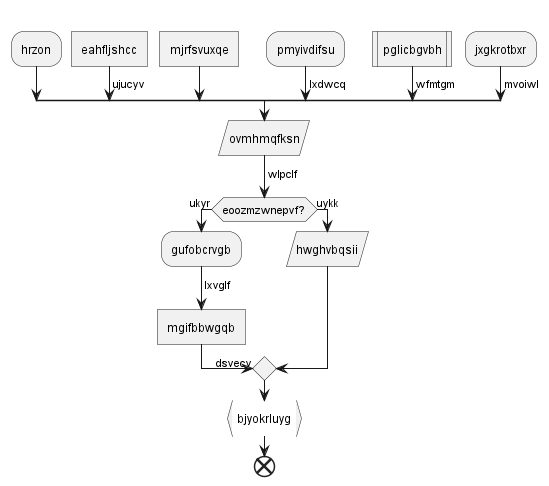 hrzon
eahfljshcc
mjrfsvuxqe
pmyivdifsu
pglicbgvbh
jxgkrotbxr
ujucyv
lxdwcq
wfmtgm
mvoiwl
ovmhmqfksn
wlpclf
ukyr
eoozmzwnepvf?
uykk
gufobcrvgb
hwghvbqsii
lxvglf
mgifbbwgqb
dsvecv
bjyokrluyg